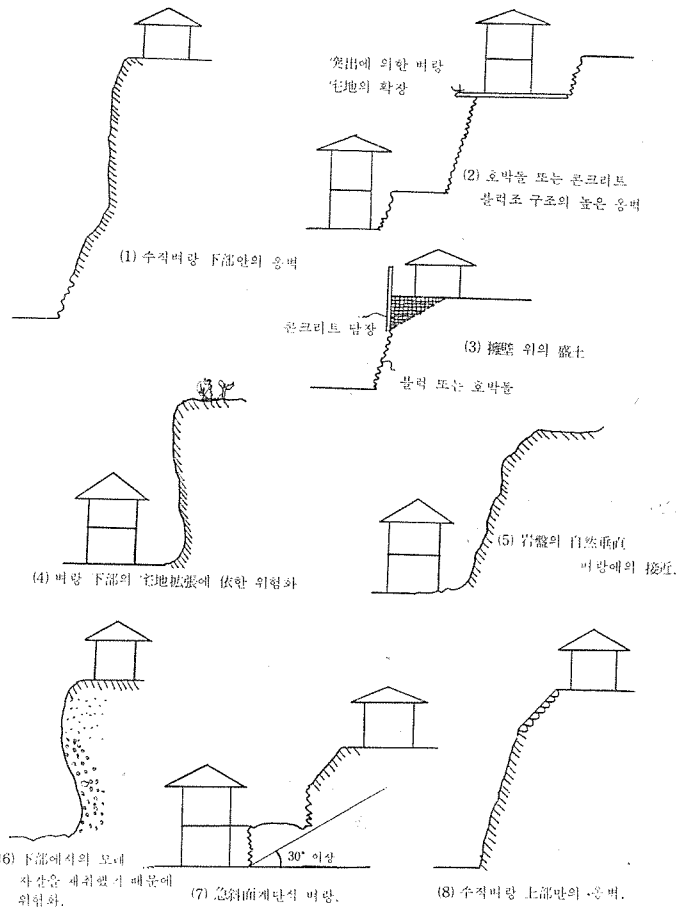 (1) 수직벼랑 下部만의 옹벽
突出에 의한 벼랑
宅地의 확장
(2) 호박돌 또는 콘크리트
블럭조 구조의 높은 옹벽
콘크리트 담장
(3) 擁壁 위의 盛土
블럭 또는 호박돌
(4) 벼랑 下部의 宅地拡張에 依한 위험화
(5) 岩盤의 自然垂直
벼랑에의 接近.
6) 下部에서의 모래
자갈을 채취했기 때문에
위험화.
30° 이상
(7) 急斜面계단식 벼랑.
(8) 수직벼랑 上部만의 옹벽.